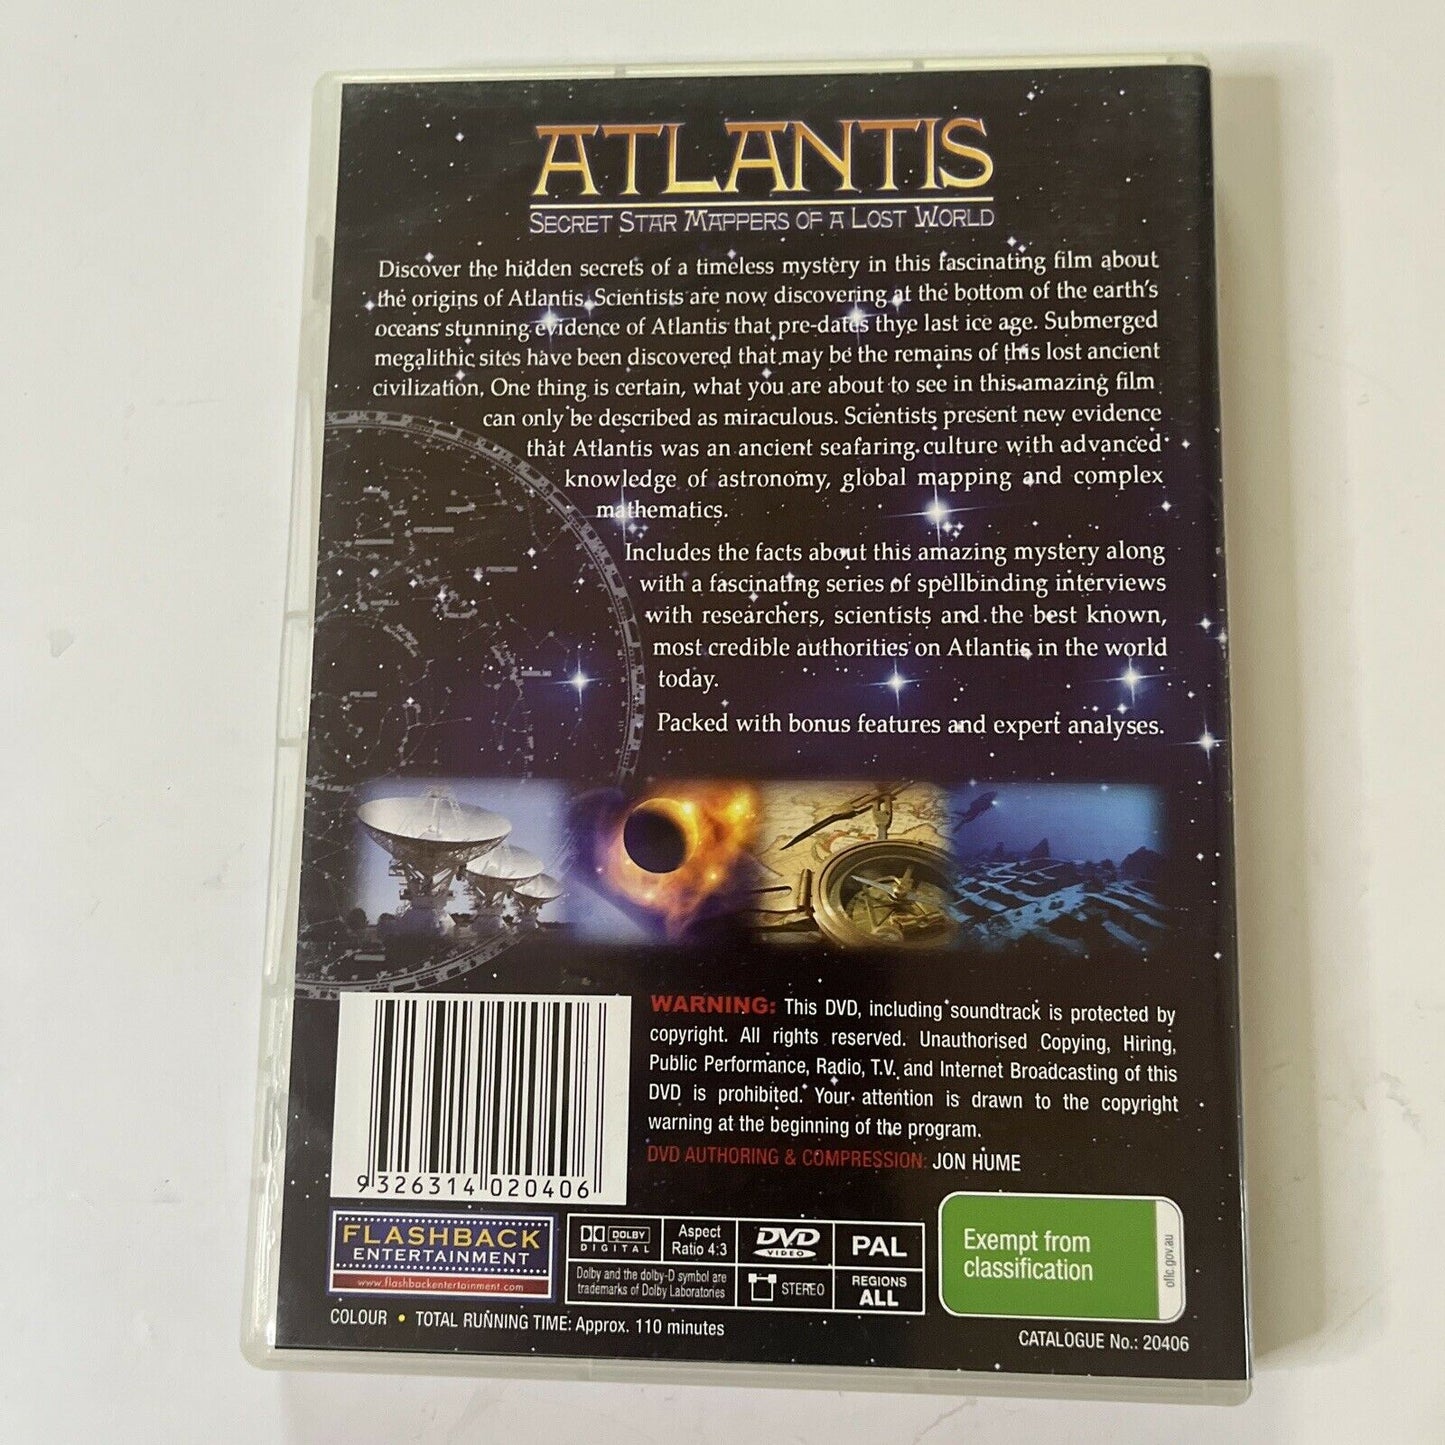 ATLANTIS
SECRET STAR MAPPERS OF A LOST WORLD
Discover the hidden secrets of a timeless mystery in this fascinating film about
the origins of Atlantis. Scientists are now discovering at the bottom of the earth's
oceans stunning evidence of Atlantis that pre-dates thye last ice age. Submerged
megalithic sites have been discovered that may be the remains of this lost ancient
civilization. One thing is certain, what you are about to see in this amazing film
can only be described as miraculous. Scientists present new evidence
that Atlantis was an ancient seafaring culture with advanced
knowledge of astronomy, global mapping and complex
mathematics.
Includes the facts about this amazing mystery along
with a fascinating series of spellbinding interviews
with researchers, scientists and the best known,
most credible authorities on Atlantis in the world
today.
Packed with bonus features and expert analyses.
WARNING: This DVD, including soundtrack is protected by
copyright. All rights reserved. Unauthorised Copying, Hiring,
Public Performance, Radio, T.V. and Internet Broadcasting of this
DVD is prohibited. Your attention is drawn to the copyright
warning at the beginning of the program.
DVD AUTHORING & COMPRESSION: JON HUME
9 326314 020406
FLASHBACK
ENTERTAINMENT
www.flashbackentertainment.com
DOLBY
DIGITAL
Aspect
Ratio 4:3
Dolby and the dolby-D symbol are
trademarks of Dolby Laboratories
DVD
VIDEO
STEREO
PAL
REGIONS
ALL
Exempt from
classification
oflc.gov.au
COLOUR • TOTAL RUNNING TIME: Approx. 110 minutes
CATALOGUE No.: 20406